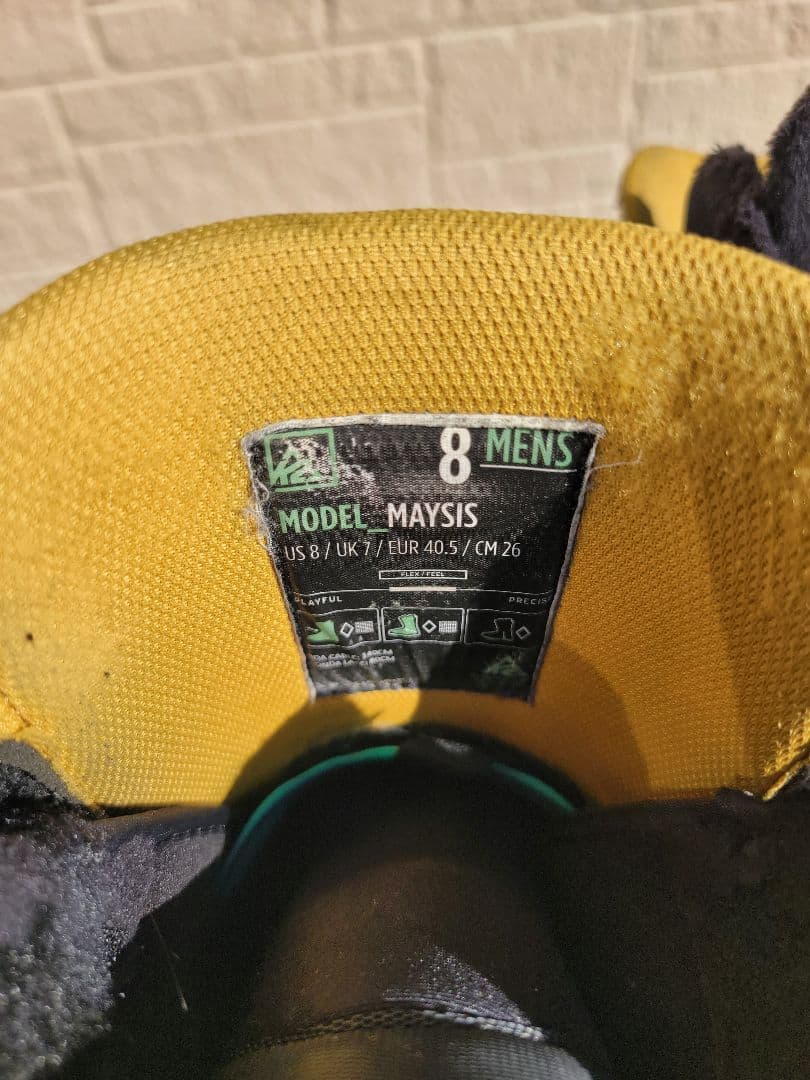 K2
8 MENS
MODEL_MAYSIS
US 8 / UK 7 / EUR 40.5 / CM 26
FLEX / FEEL
PLAYFUL PRECIS